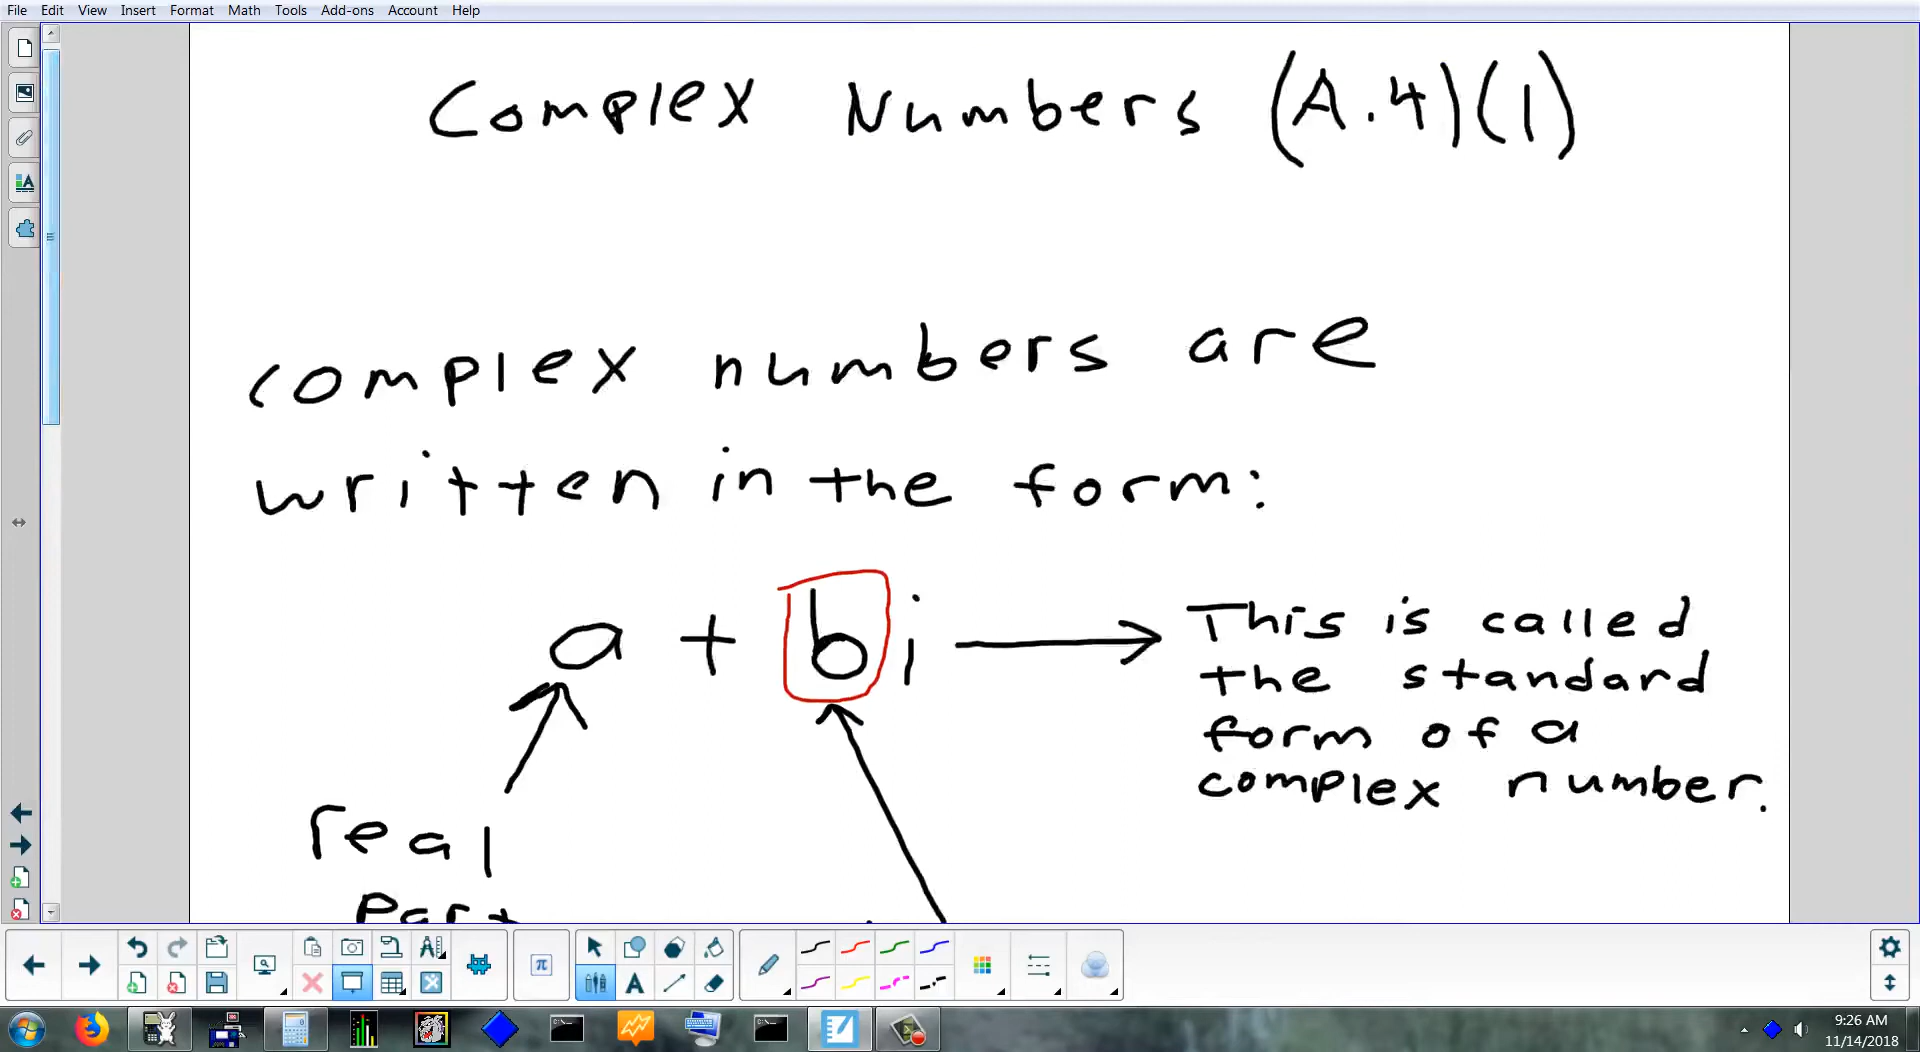 File Edit View Insert Format Math Tools Add-ons Account Help
Complex Numbers (A.4)(1)
complex numbers are
written in the form:
a + bi
This is called
the standard
form of a
complex number.
real
part
9:26 AM
11/14/2018